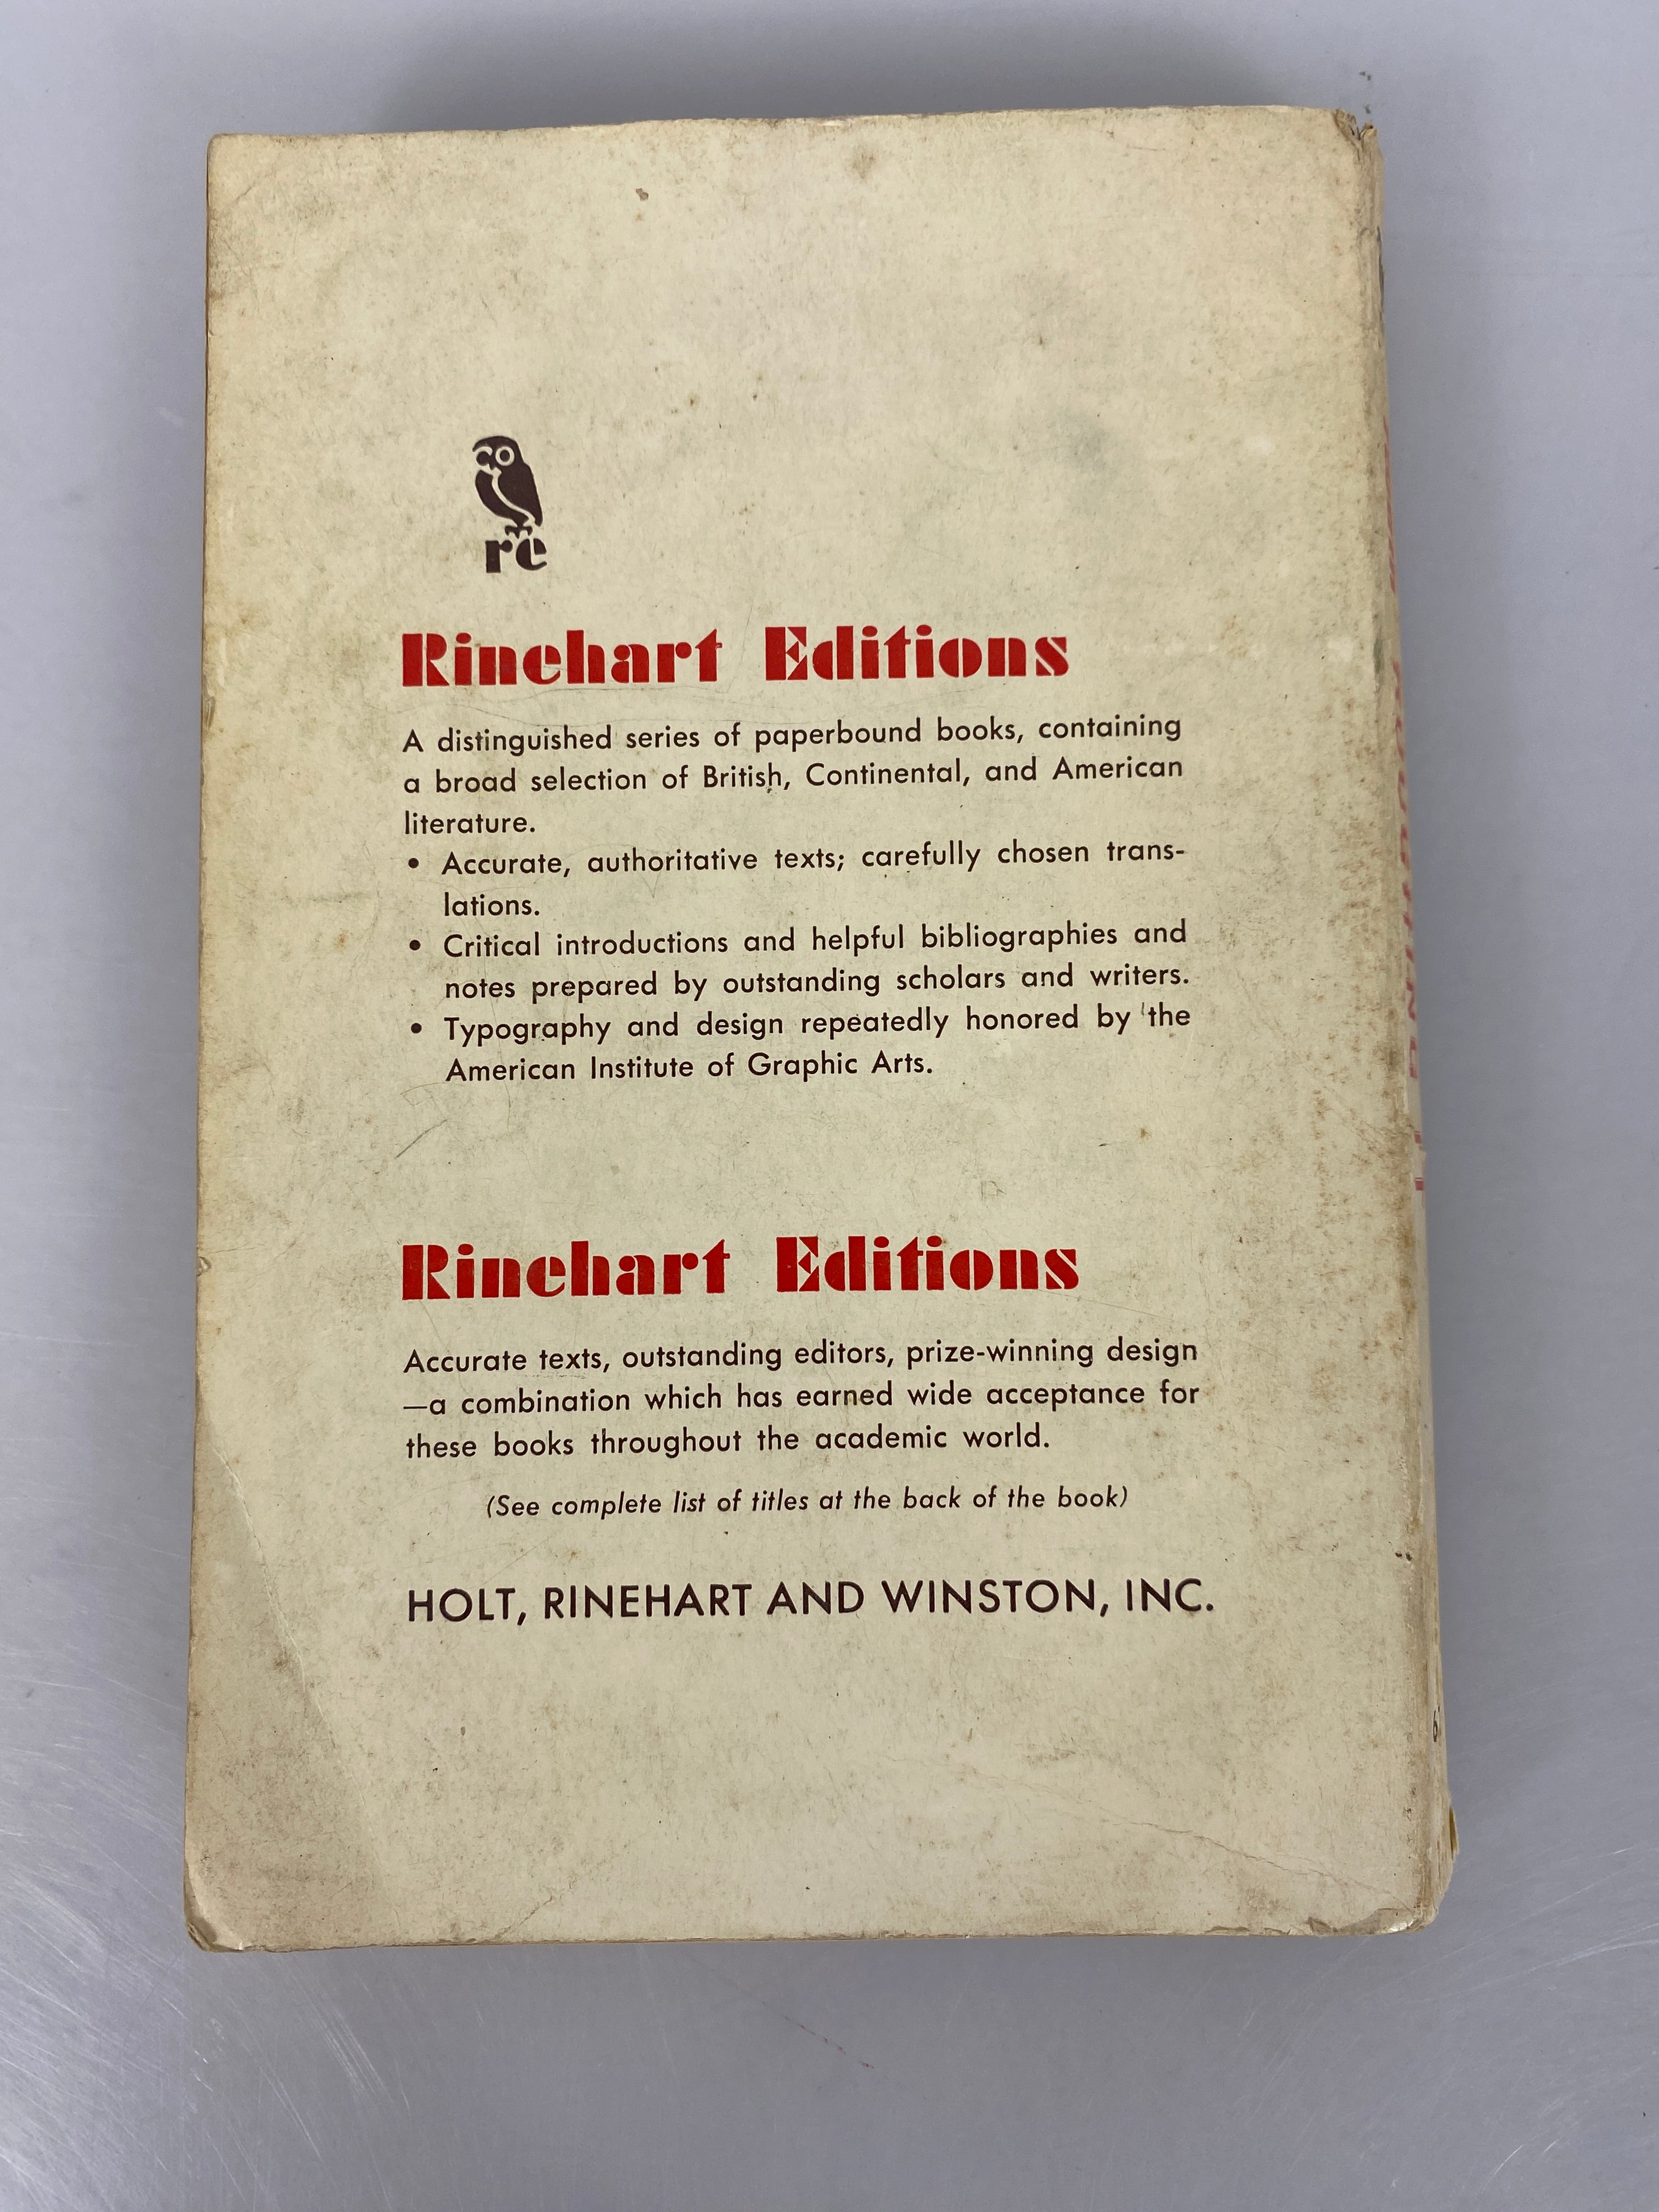 re
Rinehart Editions
A distinguished series of paperbound books, containing
a broad selection of British, Continental, and American
literature.
• Accurate, authoritative texts; carefully chosen trans-
lations.
• Critical introductions and helpful bibliographies and
notes prepared by outstanding scholars and writers.
• Typography and design repeatedly honored by the
American Institute of Graphic Arts.
Rinehart Editions
Accurate texts, outstanding editors, prize-winning design
—a combination which has earned wide acceptance for
these books throughout the academic world.
(See complete list of titles at the back of the book)
HOLT, RINEHART AND WINSTON, INC.